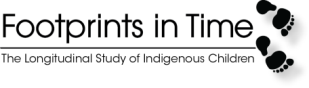 Footprints in Time
The Longitudinal Study of Indigenous Children